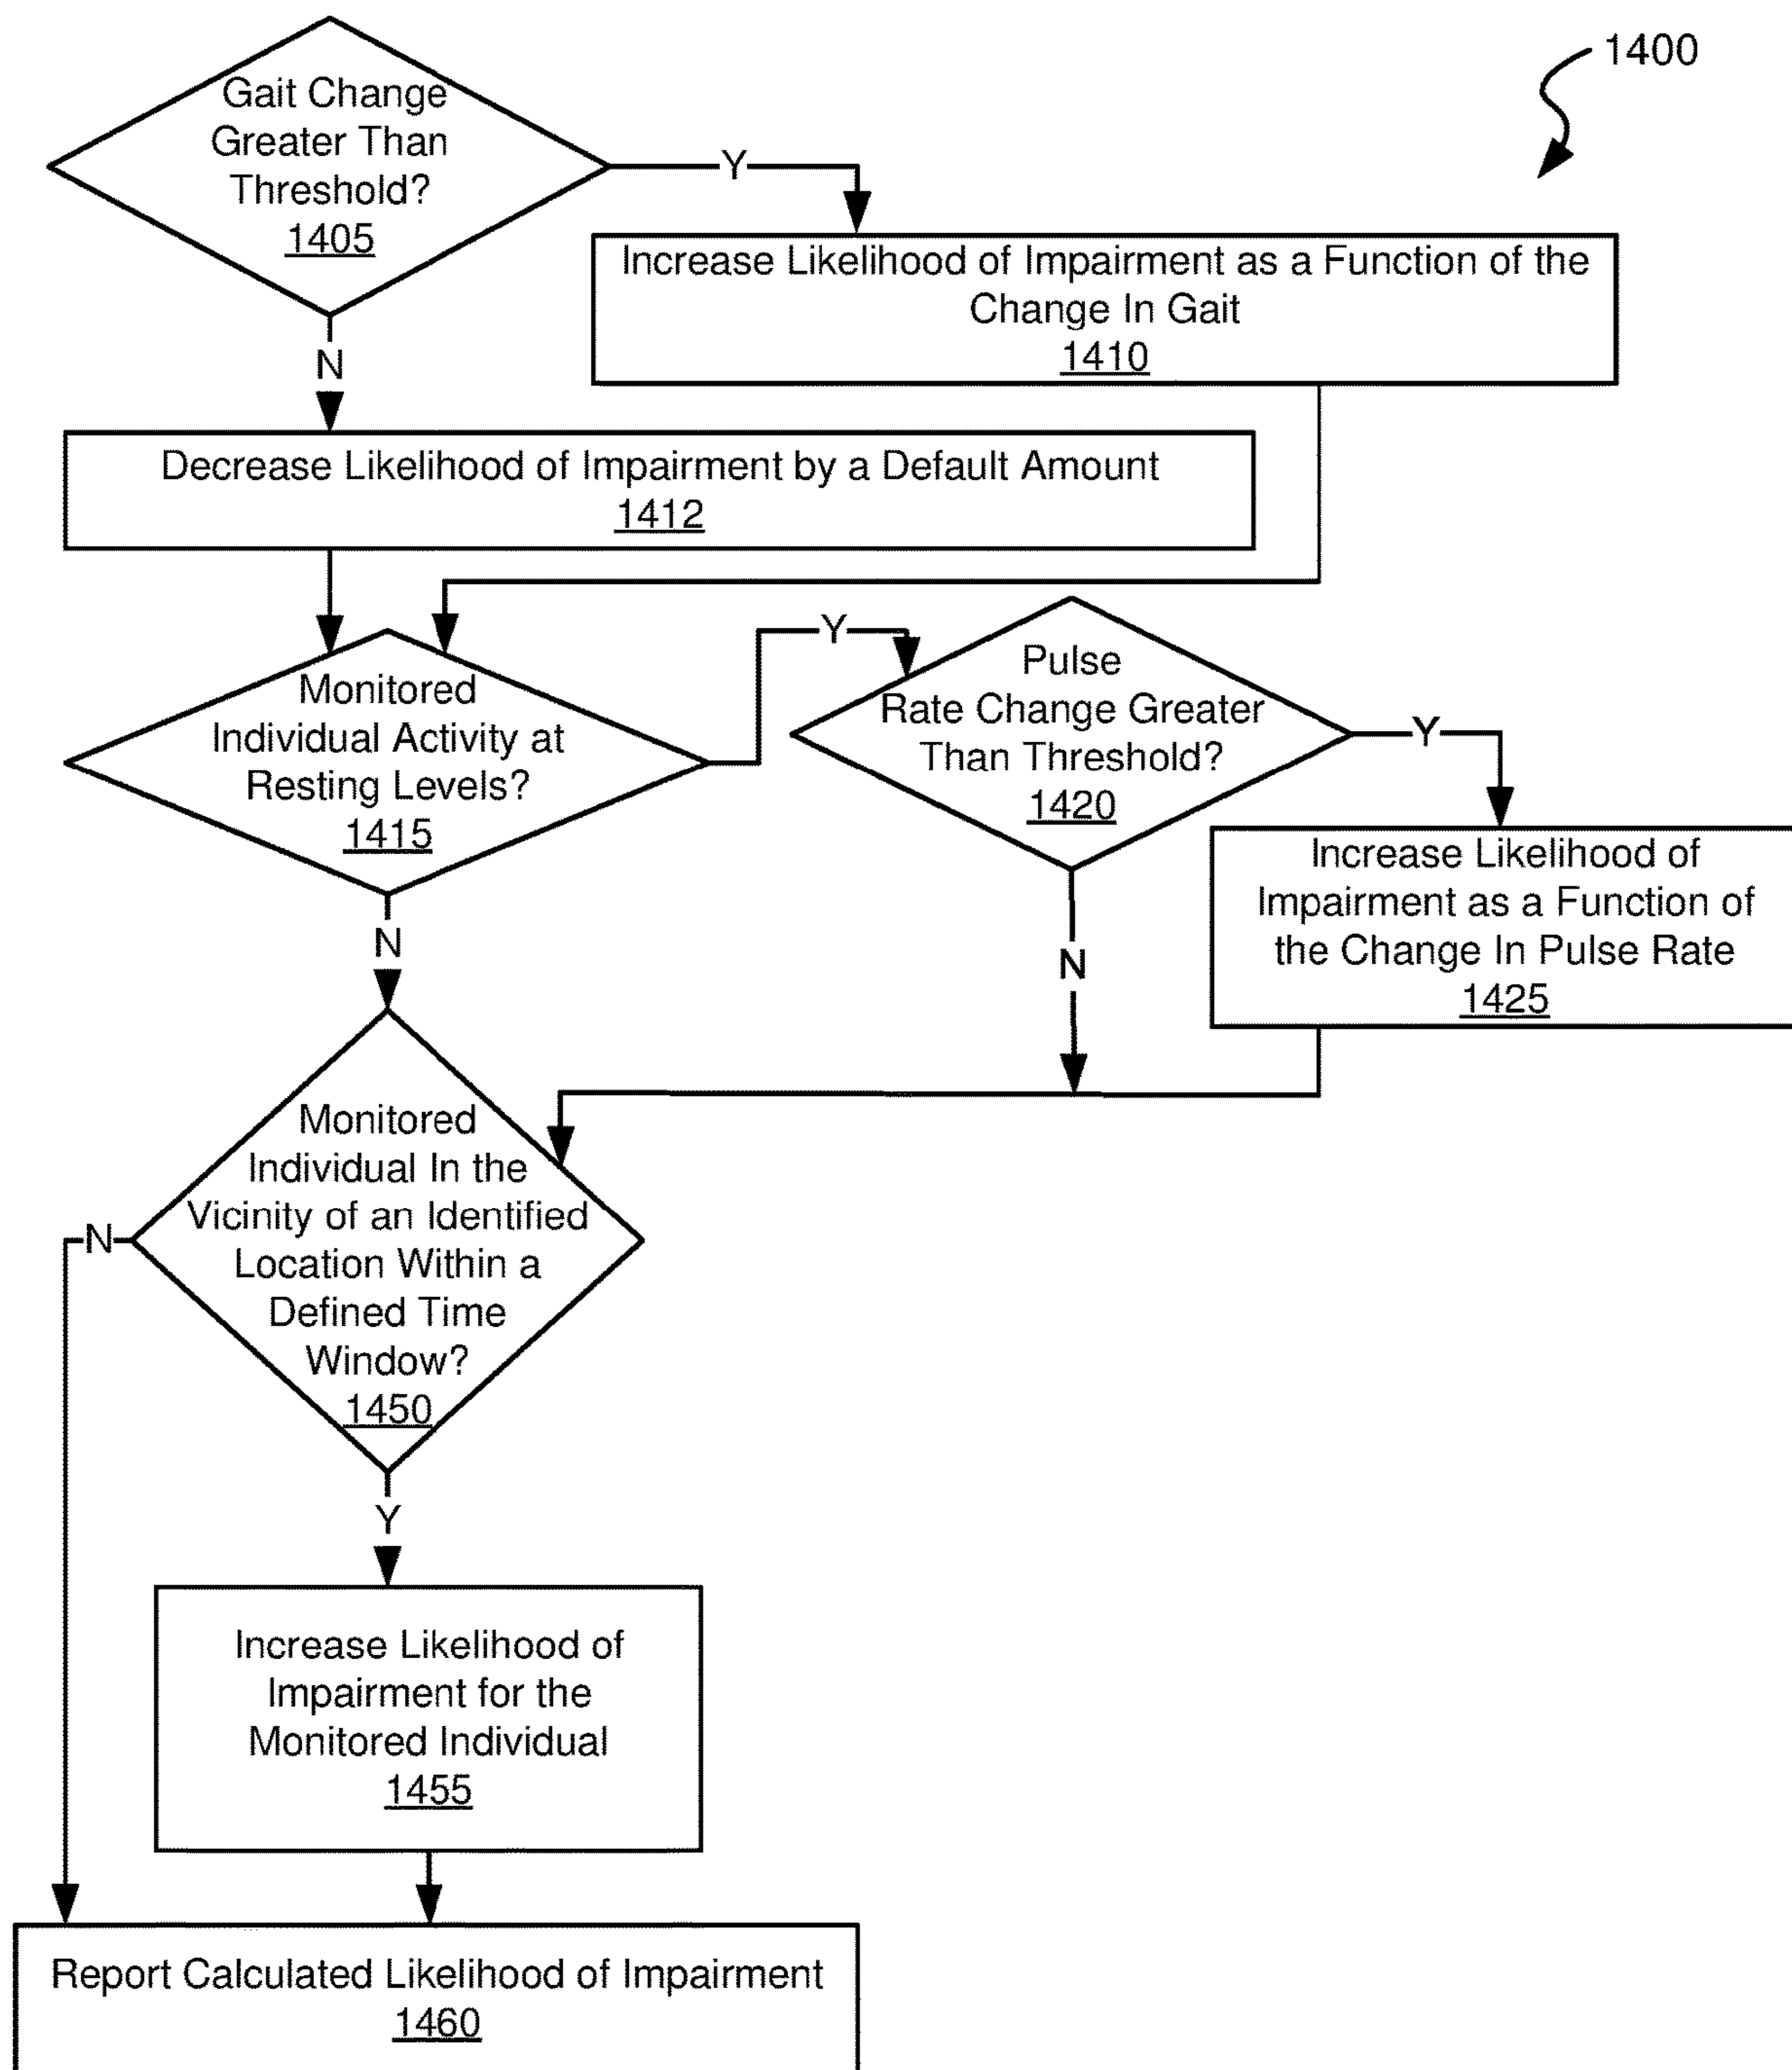 1400
Gait Change
Greater Than
Threshold?
1405
Y
Increase Likelihood of Impairment as a Function of the
Change In Gait
1410
N
Decrease Likelihood of Impairment by a Default Amount
1412
Monitored
Individual Activity at
Resting Levels?
1415
Y
Pulse
Rate Change Greater
Than Threshold?
1420
Y
Increase Likelihood of
Impairment as a Function of
the Change In Pulse Rate
1425
N
N
Monitored
Individual In the
Vicinity of an Identified
Location Within a
Defined Time
Window?
1450
N
Y
Increase Likelihood of
Impairment for the
Monitored Individual
1455
Report Calculated Likelihood of Impairment
1460